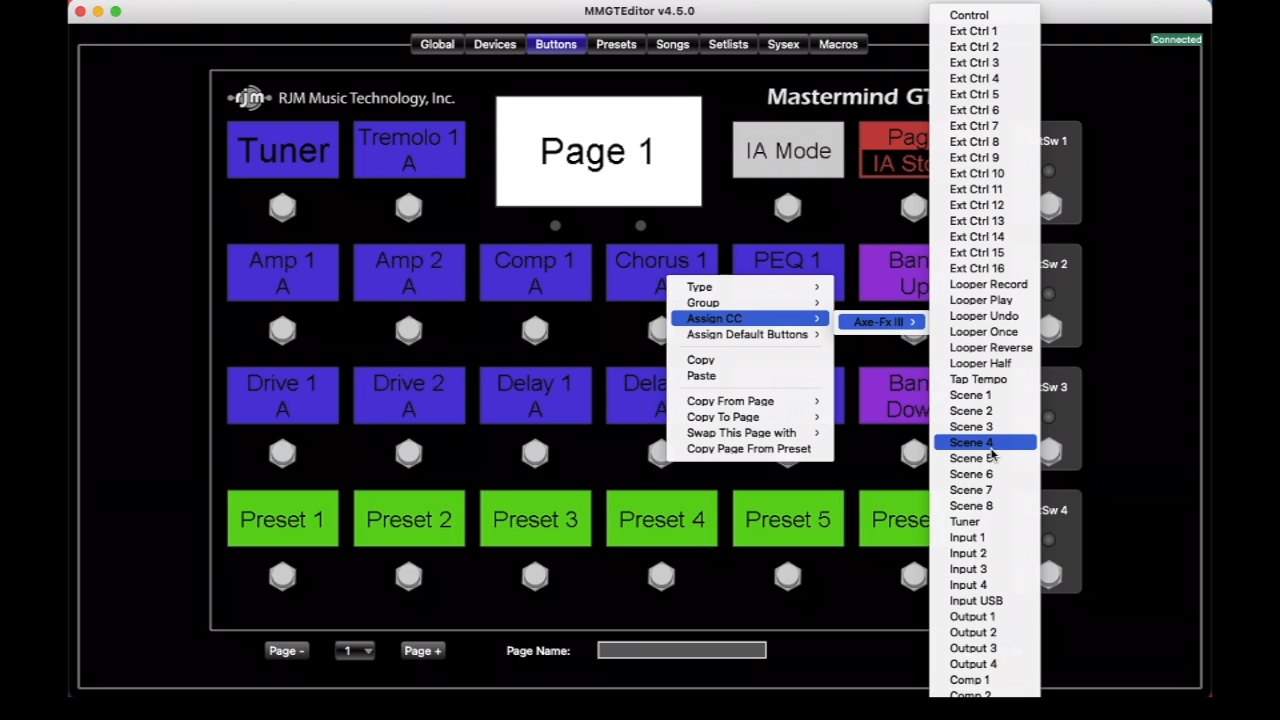 MMGTEditor v4.5.0
Global Devices Buttons Presets Songs Setlists Sysex Macros
Connected
rjm RJM Music Technology, Inc.
Mastermind GT
Tuner
Tremolo 1
A
Page 1
IA Mode
Amp 1
A
Amp 2
A
Comp 1
A
Chorus 1
A
PEQ 1
Drive 1
A
Drive 2
A
Delay 1
A
Preset 1
Preset 2
Preset 3
Preset 4
Preset 5
Type
Group
Assign CC
Assign Default Buttons
Copy
Paste
Copy From Page
Copy To Page
Swap This Page with
Copy Page From Preset
Axe-Fx III
Control
Ext Ctrl 1
Ext Ctrl 2
Ext Ctrl 3
Ext Ctrl 4
Ext Ctrl 5
Ext Ctrl 6
Ext Ctrl 7
Ext Ctrl 8
Ext Ctrl 9
Ext Ctrl 10
Ext Ctrl 11
Ext Ctrl 12
Ext Ctrl 13
Ext Ctrl 14
Ext Ctrl 15
Ext Ctrl 16
Looper Record
Looper Play
Looper Undo
Looper Once
Looper Reverse
Looper Half
Tap Tempo
Scene 1
Scene 2
Scene 3
Scene 4
Scene 5
Scene 6
Scene 7
Scene 8
Tuner
Input 1
Input 2
Input 3
Input 4
Input USB
Output 1
Output 2
Output 3
Output 4
Comp 1
Comp 2
Page - 1 Page + Page Name: